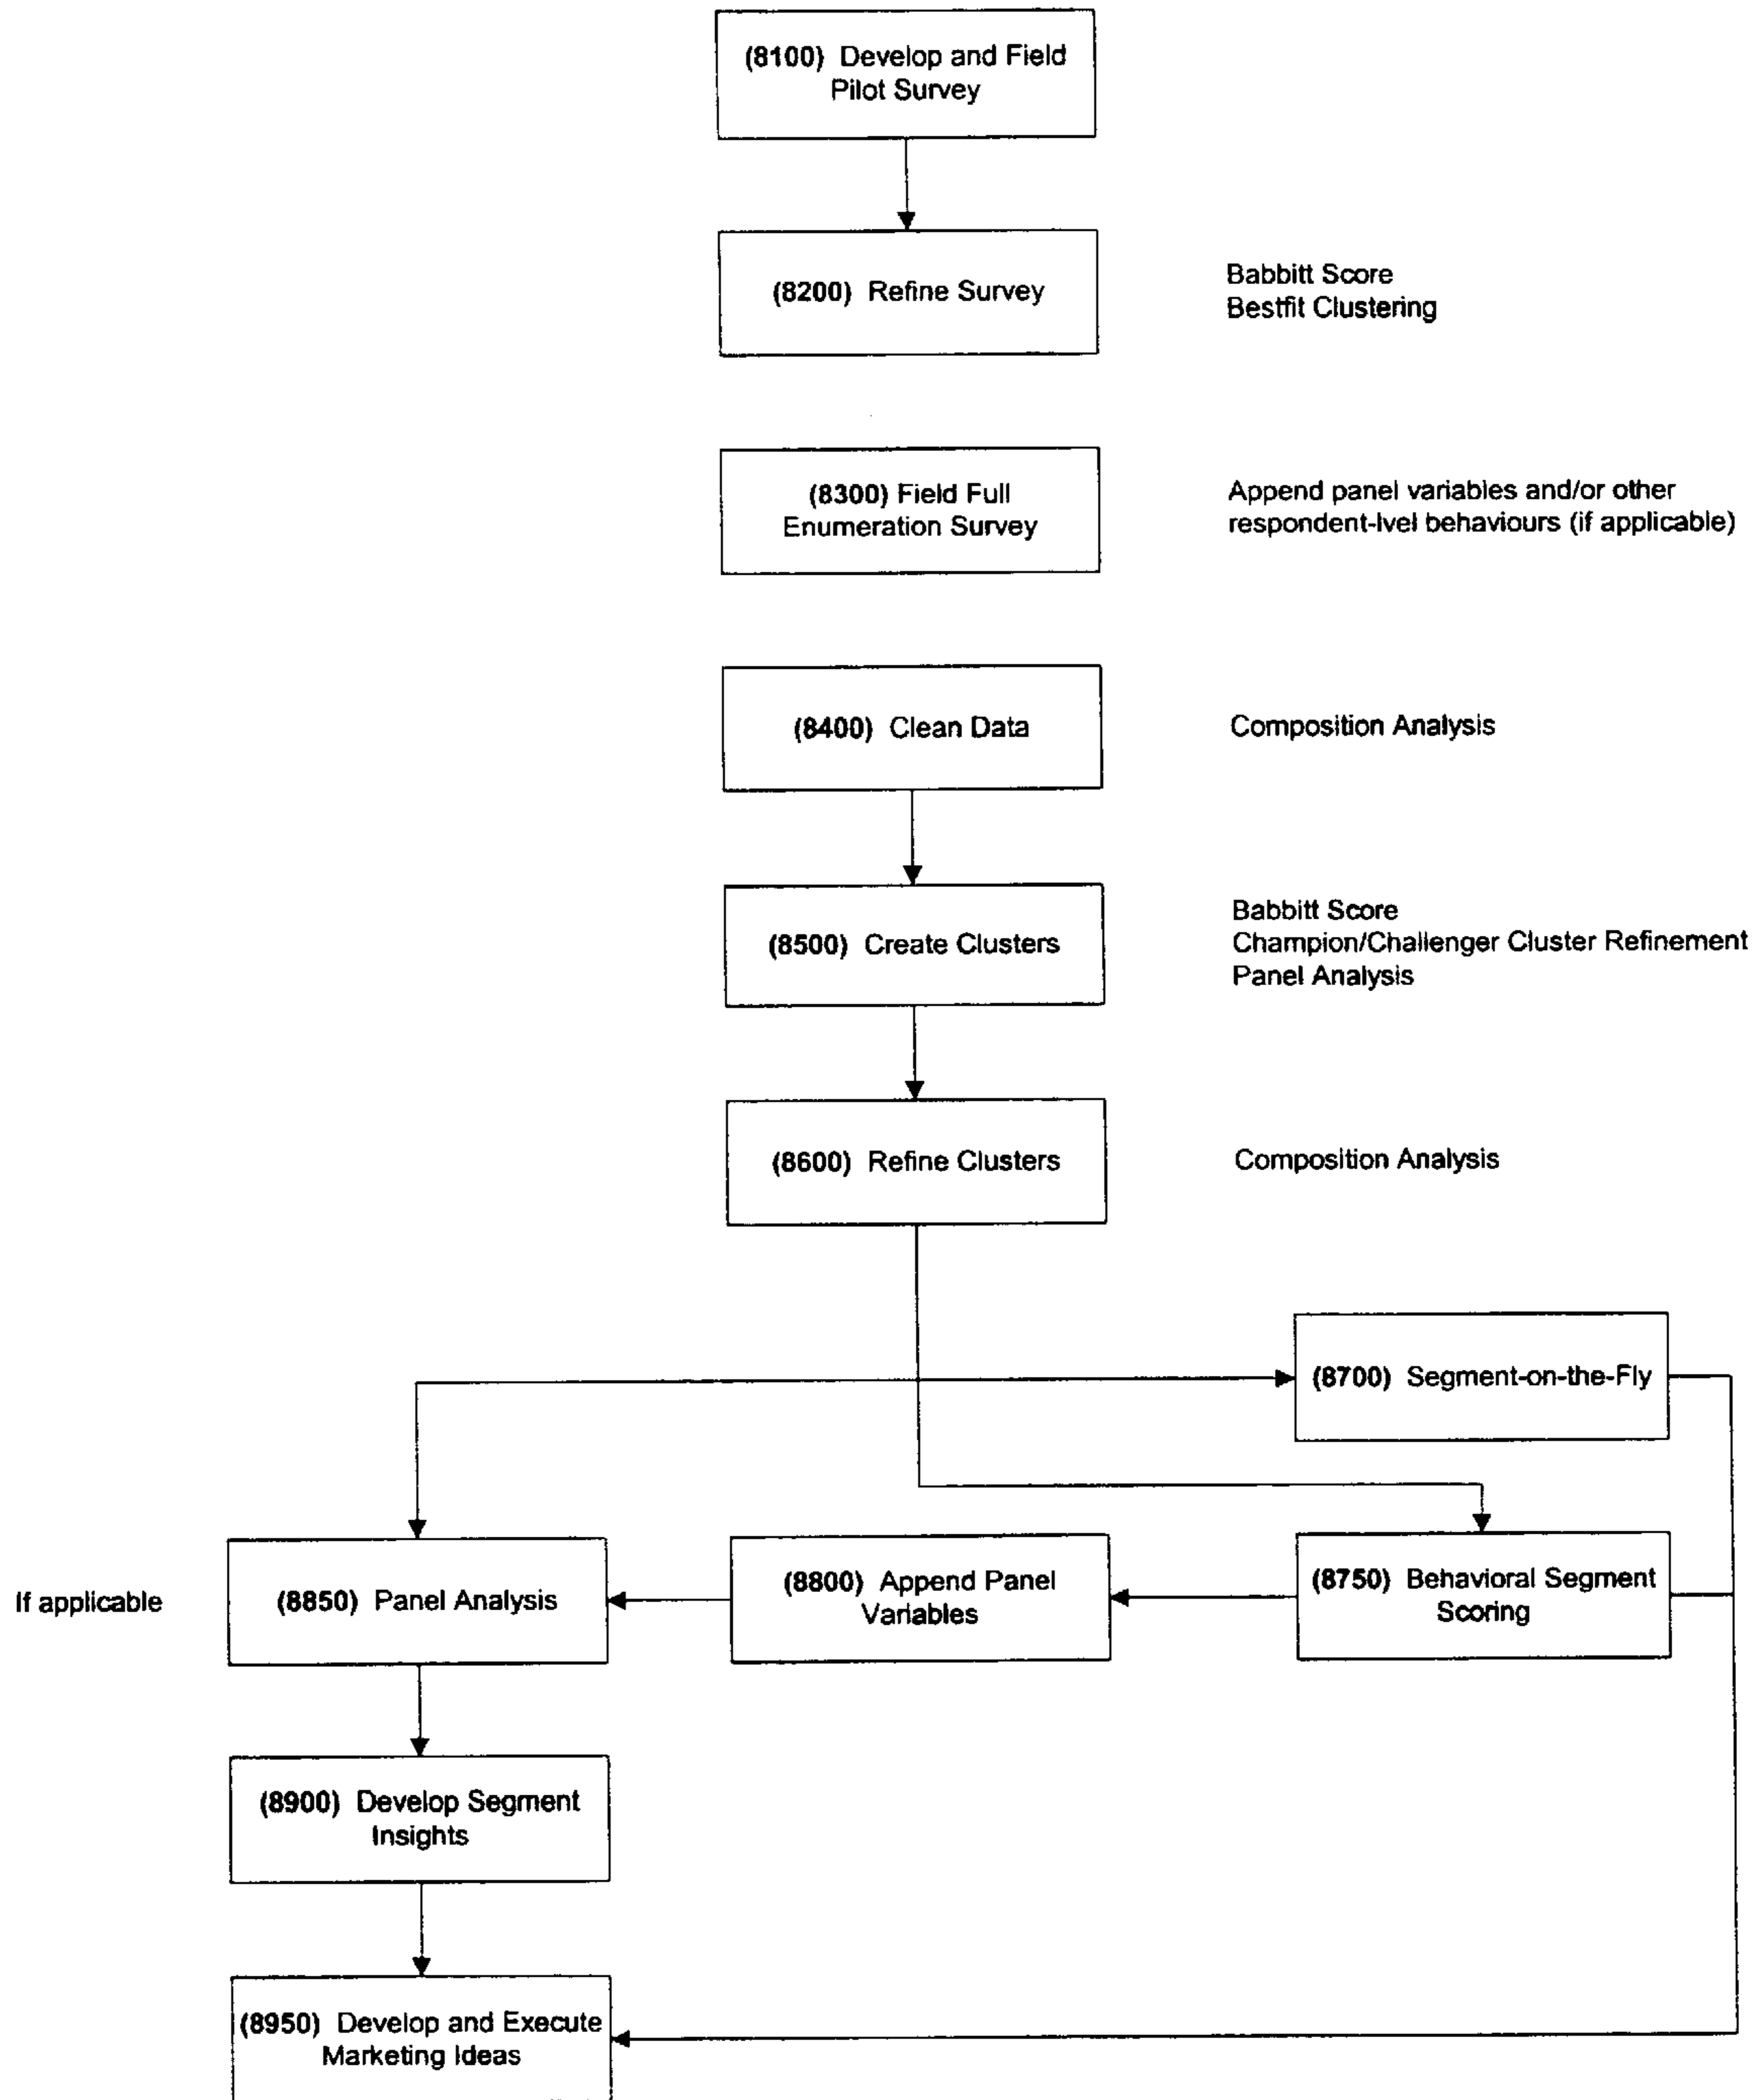 (8100) Develop and Field
Pilot Survey
(8200) Refine Survey
Babbitt Score
Bestfit Clustering
(8300) Field Full
Enumeration Survey
Append panel variables and/or other
respondent-lvel behaviours (if applicable)
(8400) Clean Data
Composition Analysis
(8500) Create Clusters
Babbitt Score
Champion/Challenger Cluster Refinement
Panel Analysis
(8600) Refine Clusters
Composition Analysis
(8700) Segment-on-the-Fly
If applicable
(8850) Panel Analysis
(8800) Append Panel
Variables
(8750) Behavioral Segment
Scoring
(8900) Develop Segment
Insights
(8950) Develop and Execute
Marketing Ideas